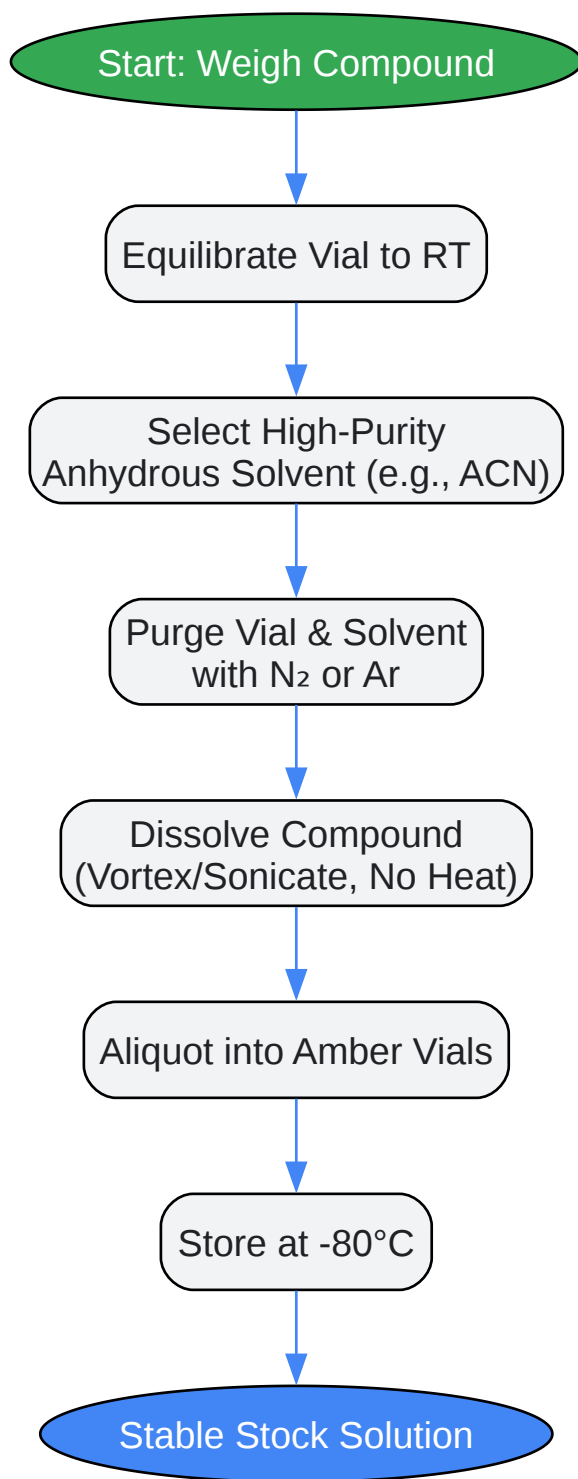 Start: Weigh Compound
Equilibrate Vial to RT
Select High-Purity
Anhydrous Solvent (e.g., ACN)
Purge Vial & Solvent
with N₂ or Ar
Dissolve Compound
(Vortex/Sonicate, No Heat)
Aliquot into Amber Vials
Store at -80°C
Stable Stock Solution